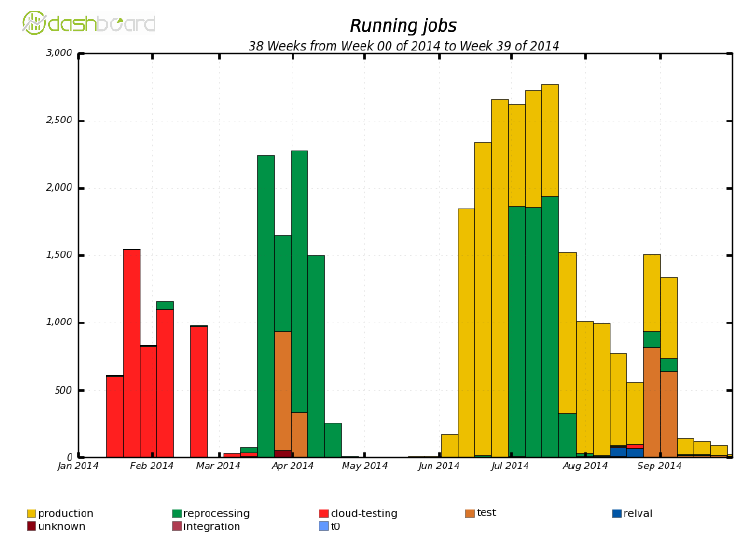 dashboard
Running jobs
38 Weeks from Week 00 of 2014 to Week 39 of 2014
3,000
2,500
2,000
1,500
1,000
500
0
Jan 2014 Feb 2014 Mar 2014 Apr 2014 May 2014 Jun 2014 Jul 2014 Aug 2014 Sep 2014
production reprocessing cloud-testing test relval
unknown integration t0